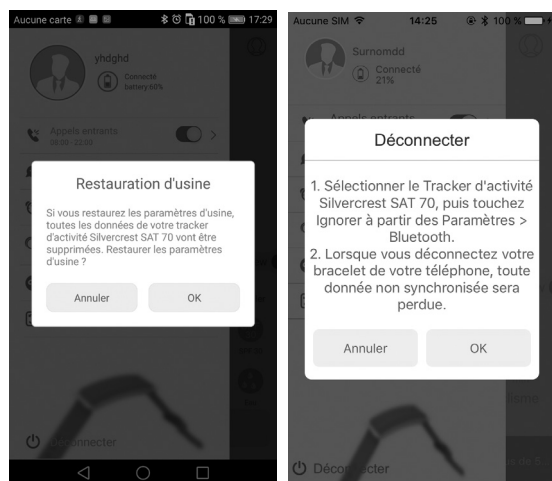 Aucune carte 100 % 17:29
yhdghd
Connecté
battery:60%
Appels entrants
08:00 - 22:00
Restauration d'usine
Si vous restaurez les paramètres d'usine,
toutes les données de votre tracker
d'activité Silvercrest SAT 70 vont être
supprimées. Restaurer les paramètres
d'usine ?
Annuler OK
Déconnecter
Aucune SIM 14:25 100 %
Surnomdd
Connecté
21%
Appels entrants
Déconnecter
1. Sélectionner le Tracker d'activité
Silvercrest SAT 70, puis touchez
Ignorer à partir des Paramètres >
Bluetooth.
2. Lorsque vous déconnectez votre
bracelet de votre téléphone, toute
donnée non synchronisée sera
perdue.
Annuler OK
Déconnecter